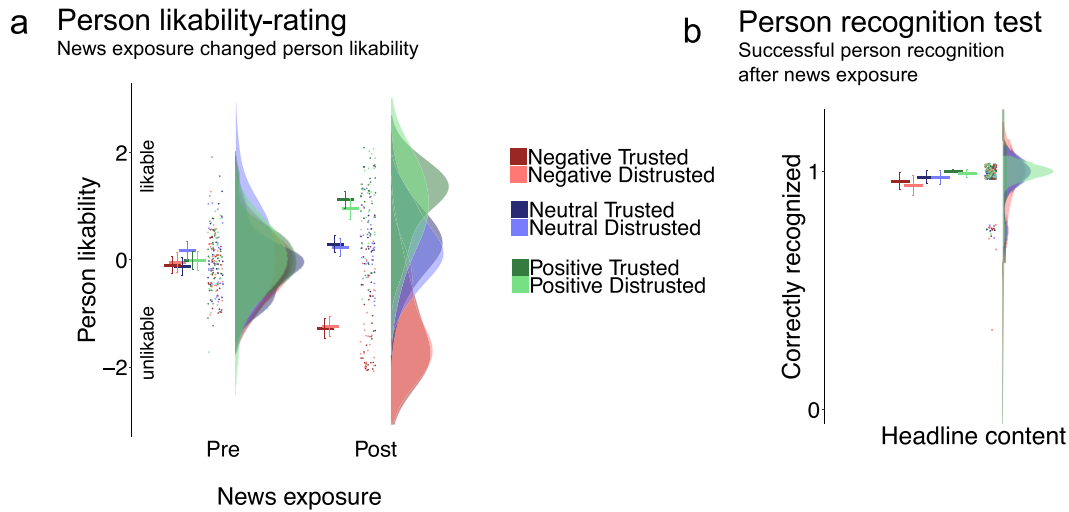 a
Person likability-rating
News exposure changed person likability
Person likability
likable
unlikable
2
0
−2
Pre
Post
News exposure
Negative Trusted
Negative Distrusted
Neutral Trusted
Neutral Distrusted
Positive Trusted
Positive Distrusted
b
Person recognition test
Successful person recognition
after news exposure
Correctly recognized
1
0
Headline content